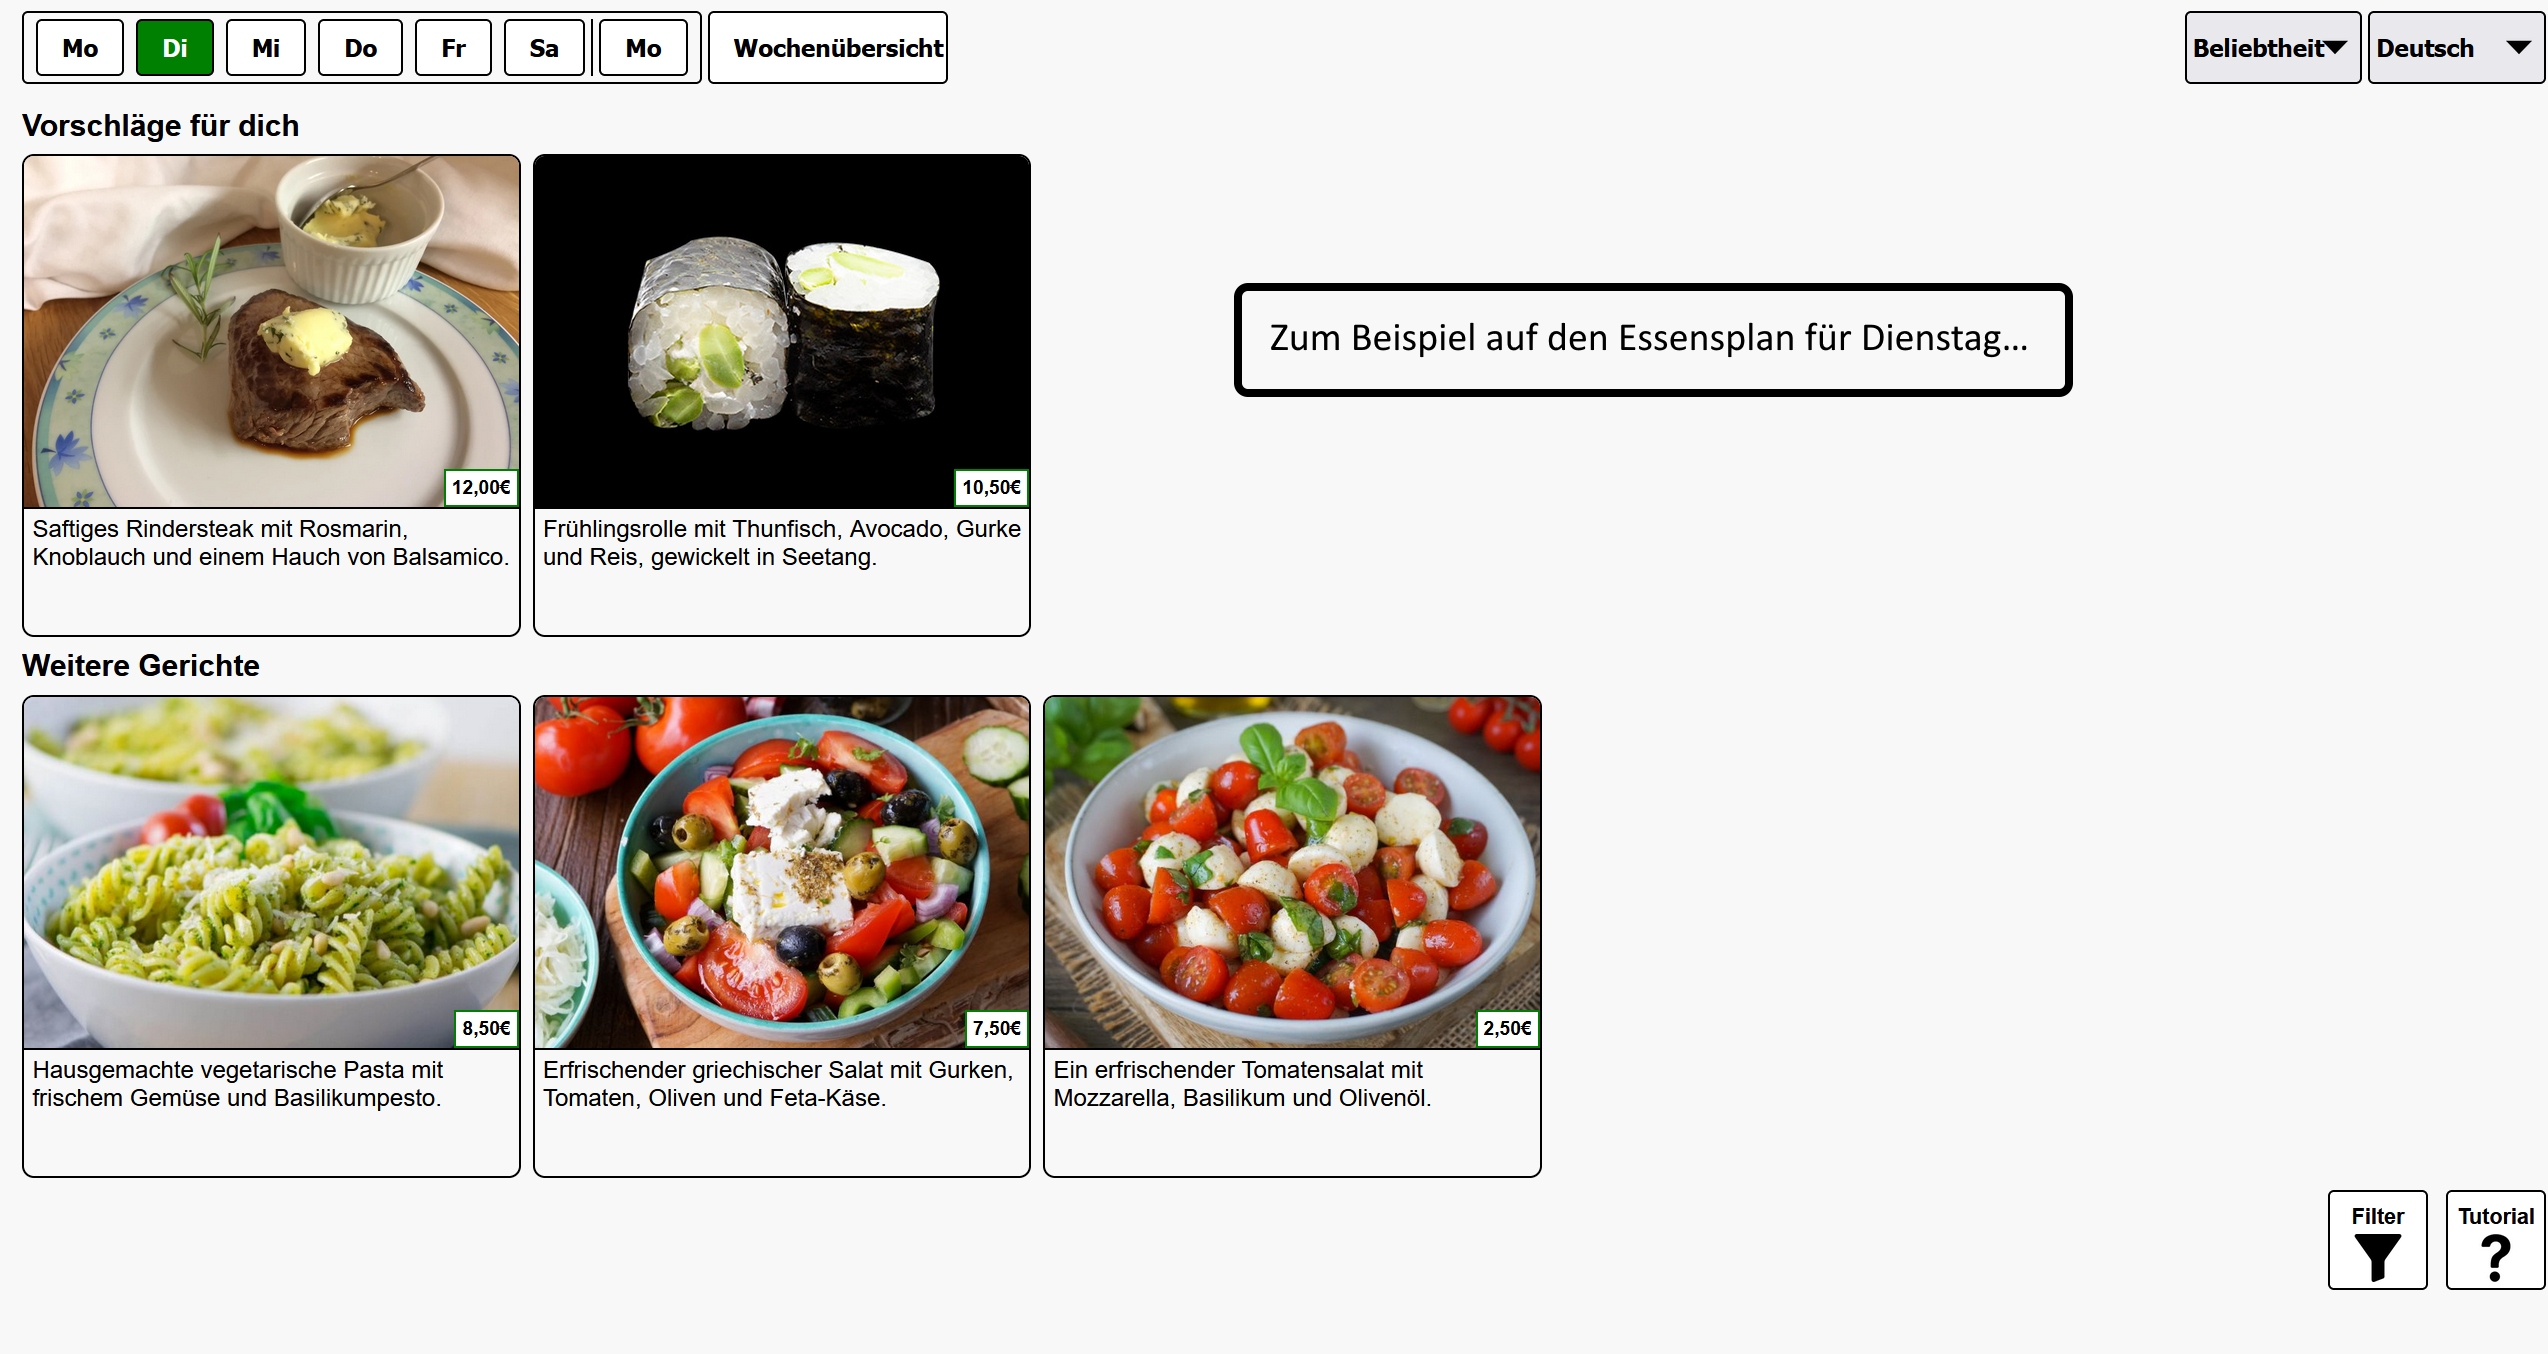 Mo Di Mi Do Fr Sa Mo Wochenübersicht Beliebtheit Deutsch
Vorschläge für dich
12,00€
Saftiges Rindersteak mit Rosmarin,
Knoblauch und einem Hauch von Balsamico.
10,50€
Frühlingsrolle mit Thunfisch, Avocado, Gurke
und Reis, gewickelt in Seetang.
Zum Beispiel auf den Essensplan für Dienstag...
Weitere Gerichte
8,50€
Hausgemachte vegetarische Pasta mit
frischem Gemüse und Basilikumpesto.
7,50€
Erfrischender griechischer Salat mit Gurken,
Tomaten, Oliven und Feta-Käse.
2,50€
Ein erfrischender Tomatensalat mit
Mozzarella, Basilikum und Olivenöl.
Filter
Tutorial
?